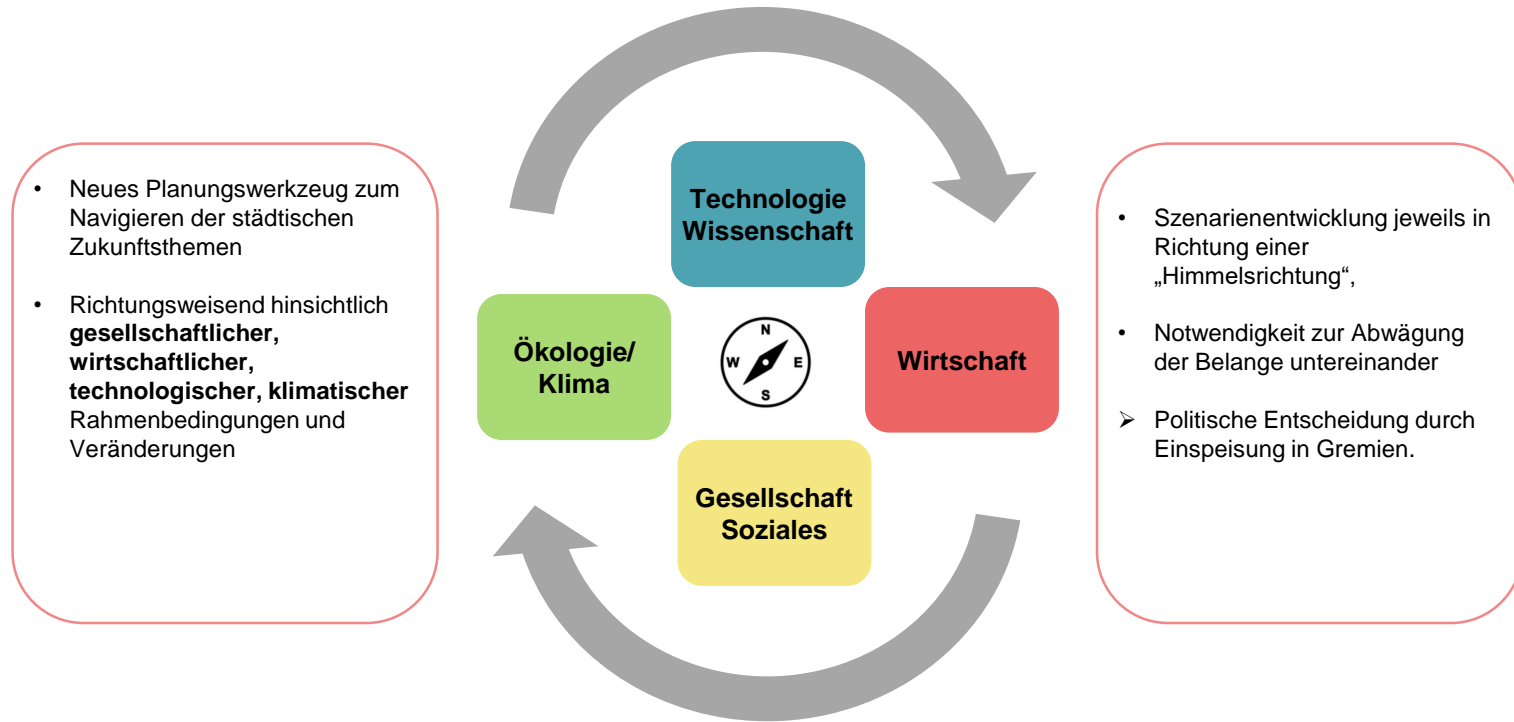 • Neues Planungswerkzeug zum
Navigieren der städtischen
Zukunftsthemen
• Richtungsweisend hinsichtlich
gesellschaftlicher,
wirtschaftlicher,
technologischer, klimatischer
Rahmenbedingungen und
Veränderungen
Technologie
Wissenschaft
Ökologie/
Klima
N
W E
S
Wirtschaft
Gesellschaft
Soziales
• Szenarienentwicklung jeweils in
Richtung einer
„Himmelsrichtung“,
• Notwendigkeit zur Abwägung
der Belange untereinander
➢ Politische Entscheidung durch
Einspeisung in Gremien.